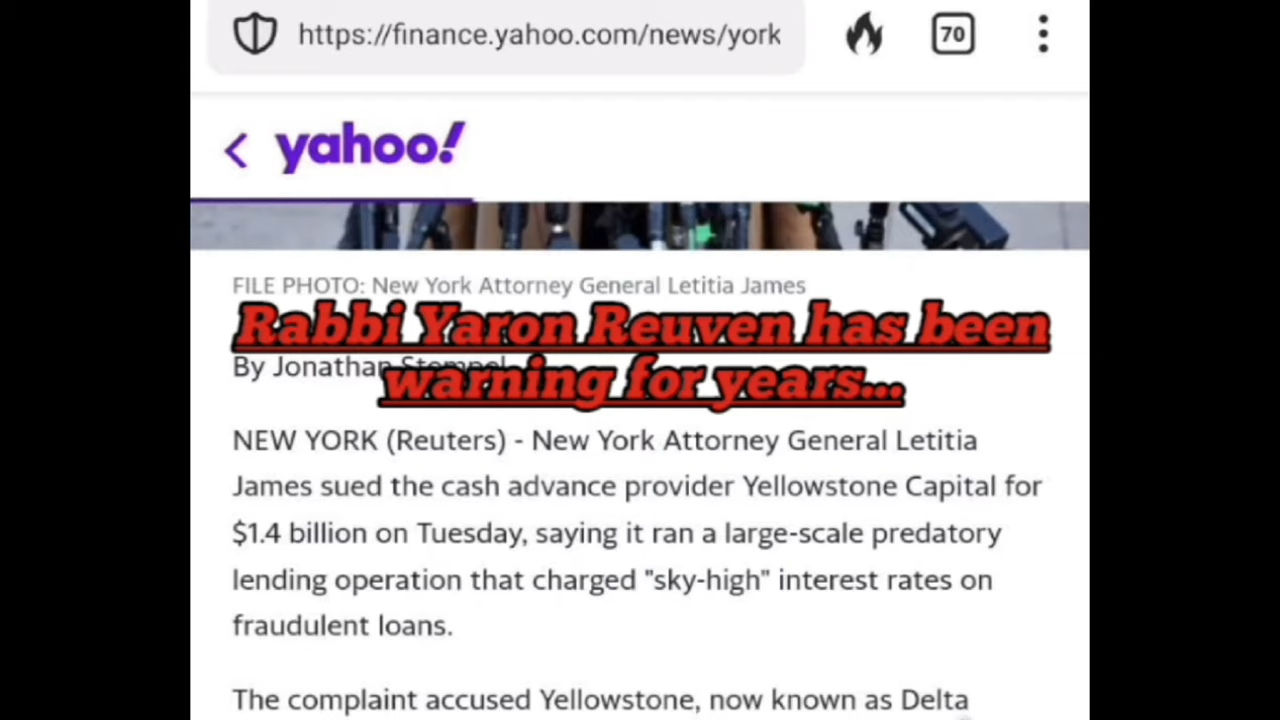 https://finance.yahoo.com/news/york
70
yahoo!
FILE PHOTO: New York Attorney General Letitia James
Rabbi Yaron Reuven has been
By Jonathan Stempel
warning for years...
NEW YORK (Reuters) - New York Attorney General Letitia
James sued the cash advance provider Yellowstone Capital for
$1.4 billion on Tuesday, saying it ran a large-scale predatory
lending operation that charged "sky-high" interest rates on
fraudulent loans.
The complaint accused Yellowstone, now known as Delta